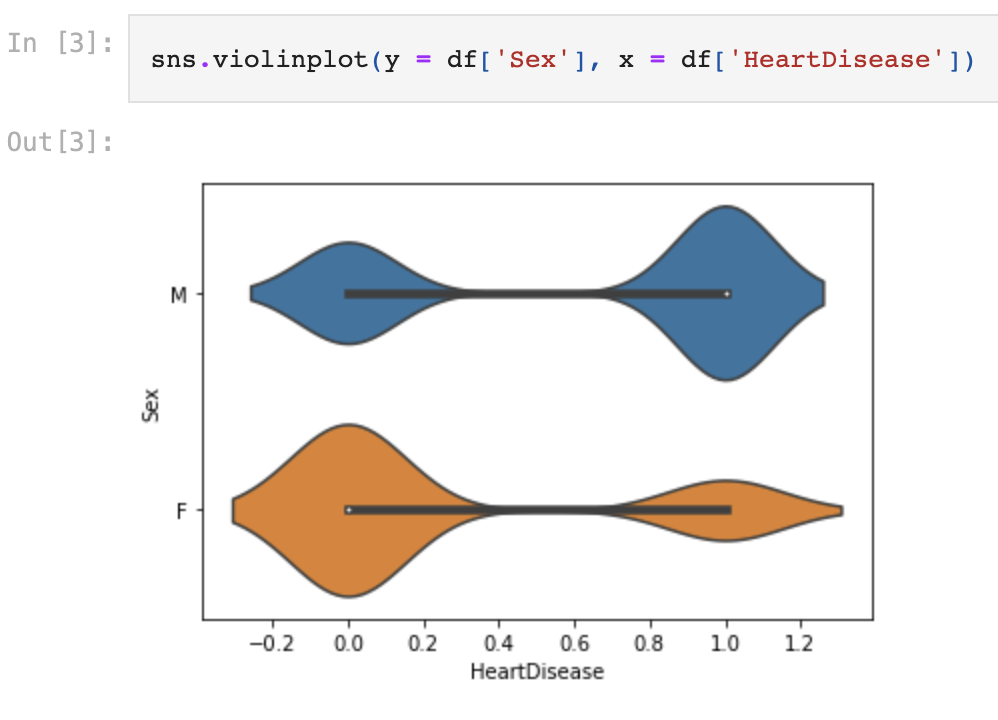 In [3]:
sns.violinplot(y = df['Sex'], x = df['HeartDisease'])
Out[3]:
M
Sex
F
−0.2 0.0 0.2 0.4 0.6 0.8 1.0 1.2
HeartDisease